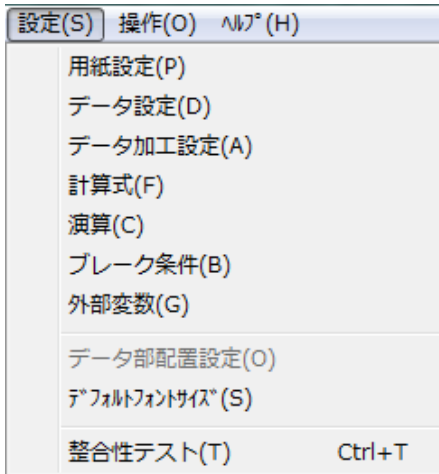 設定(S) 操作(O) ﾍﾙﾌﾟ(H)
用紙設定(P)
データ設定(D)
データ加工設定(A)
計算式(F)
演算(C)
ブレーク条件(B)
外部変数(G)
データ部配置設定(O)
ﾃﾞﾌｫﾙﾄﾌｫﾝﾄｻｲｽﾞ(S)
整合性テスト(T) Ctrl+T